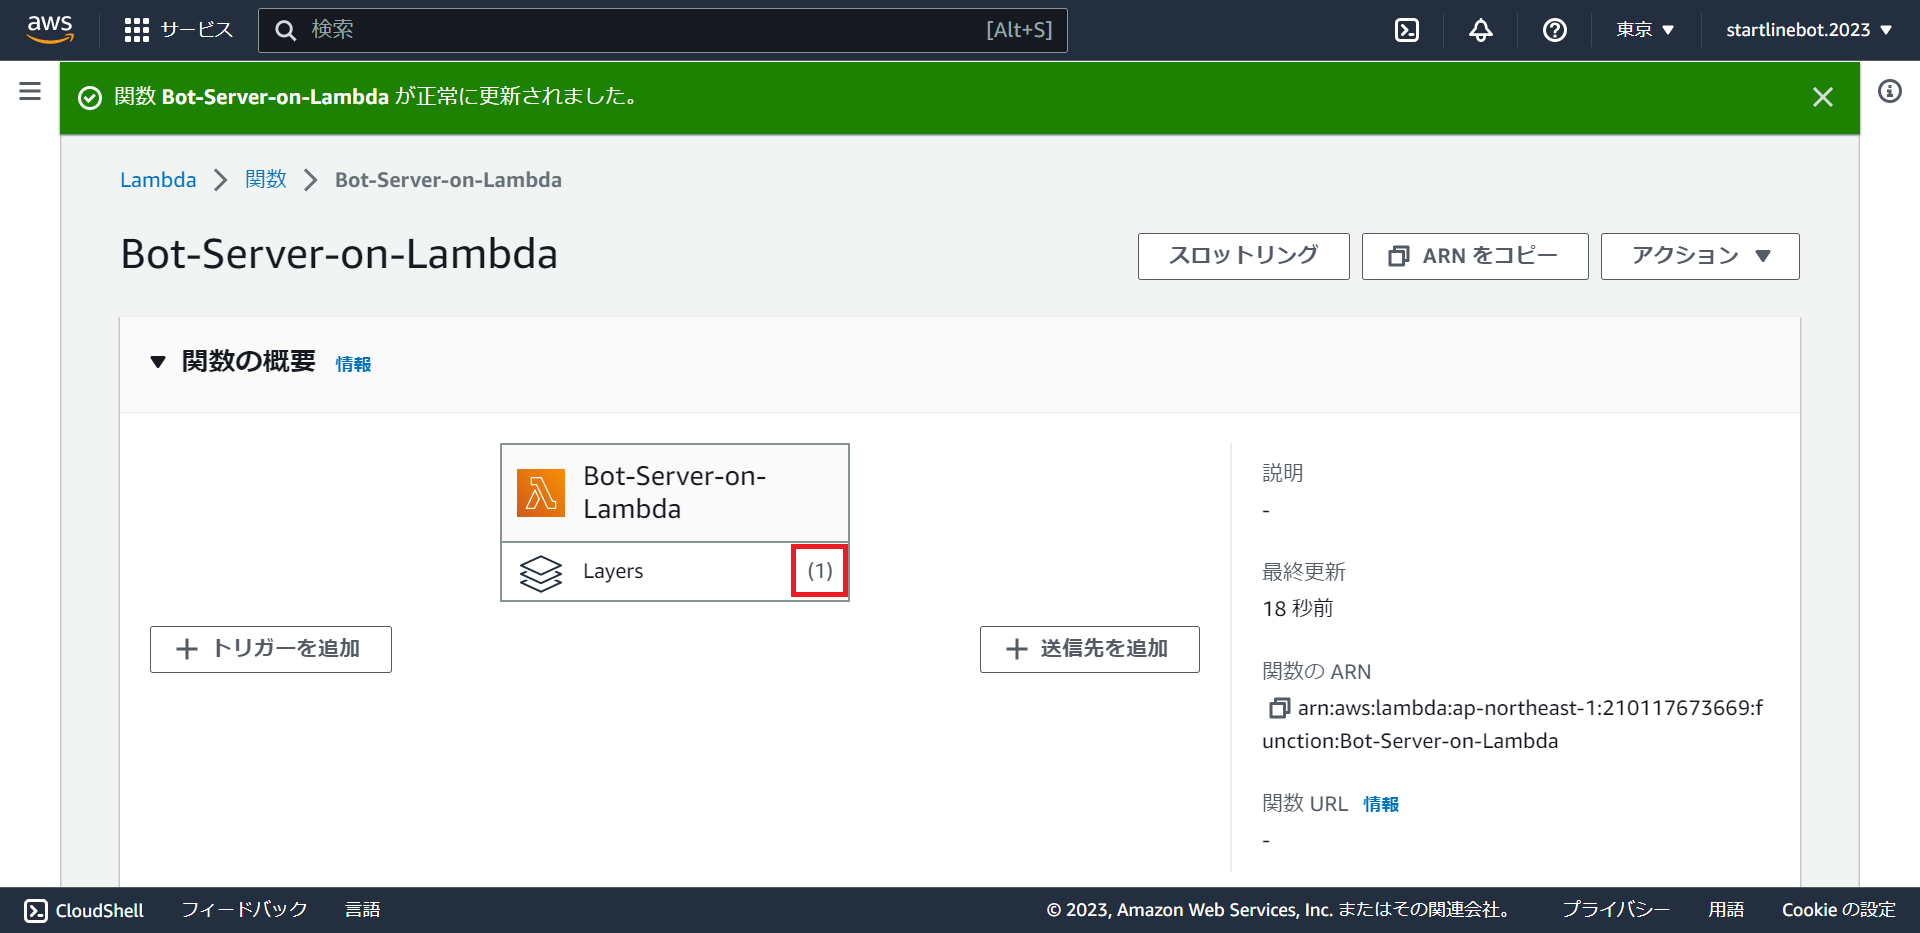 aws
サービス
検索
[Alt+S]
東京 ▼
startlinebot.2023 ▼
関数 Bot-Server-on-Lambda が正常に更新されました。
Lambda > 関数 > Bot-Server-on-Lambda
Bot-Server-on-Lambda
スロットリング
ARN をコピー
アクション ▼
▼ 関数の概要 情報
Bot-Server-on-
Lambda
Layers (1)
+ トリガーを追加
+ 送信先を追加
説明
-
最終更新
18 秒前
関数の ARN
arn:aws:lambda:ap-northeast-1:210117673669:f
unction:Bot-Server-on-Lambda
関数 URL 情報
-
CloudShell フィードバック 言語
© 2023, Amazon Web Services, Inc. またはその関連会社。 プライバシー 用語 Cookie の設定